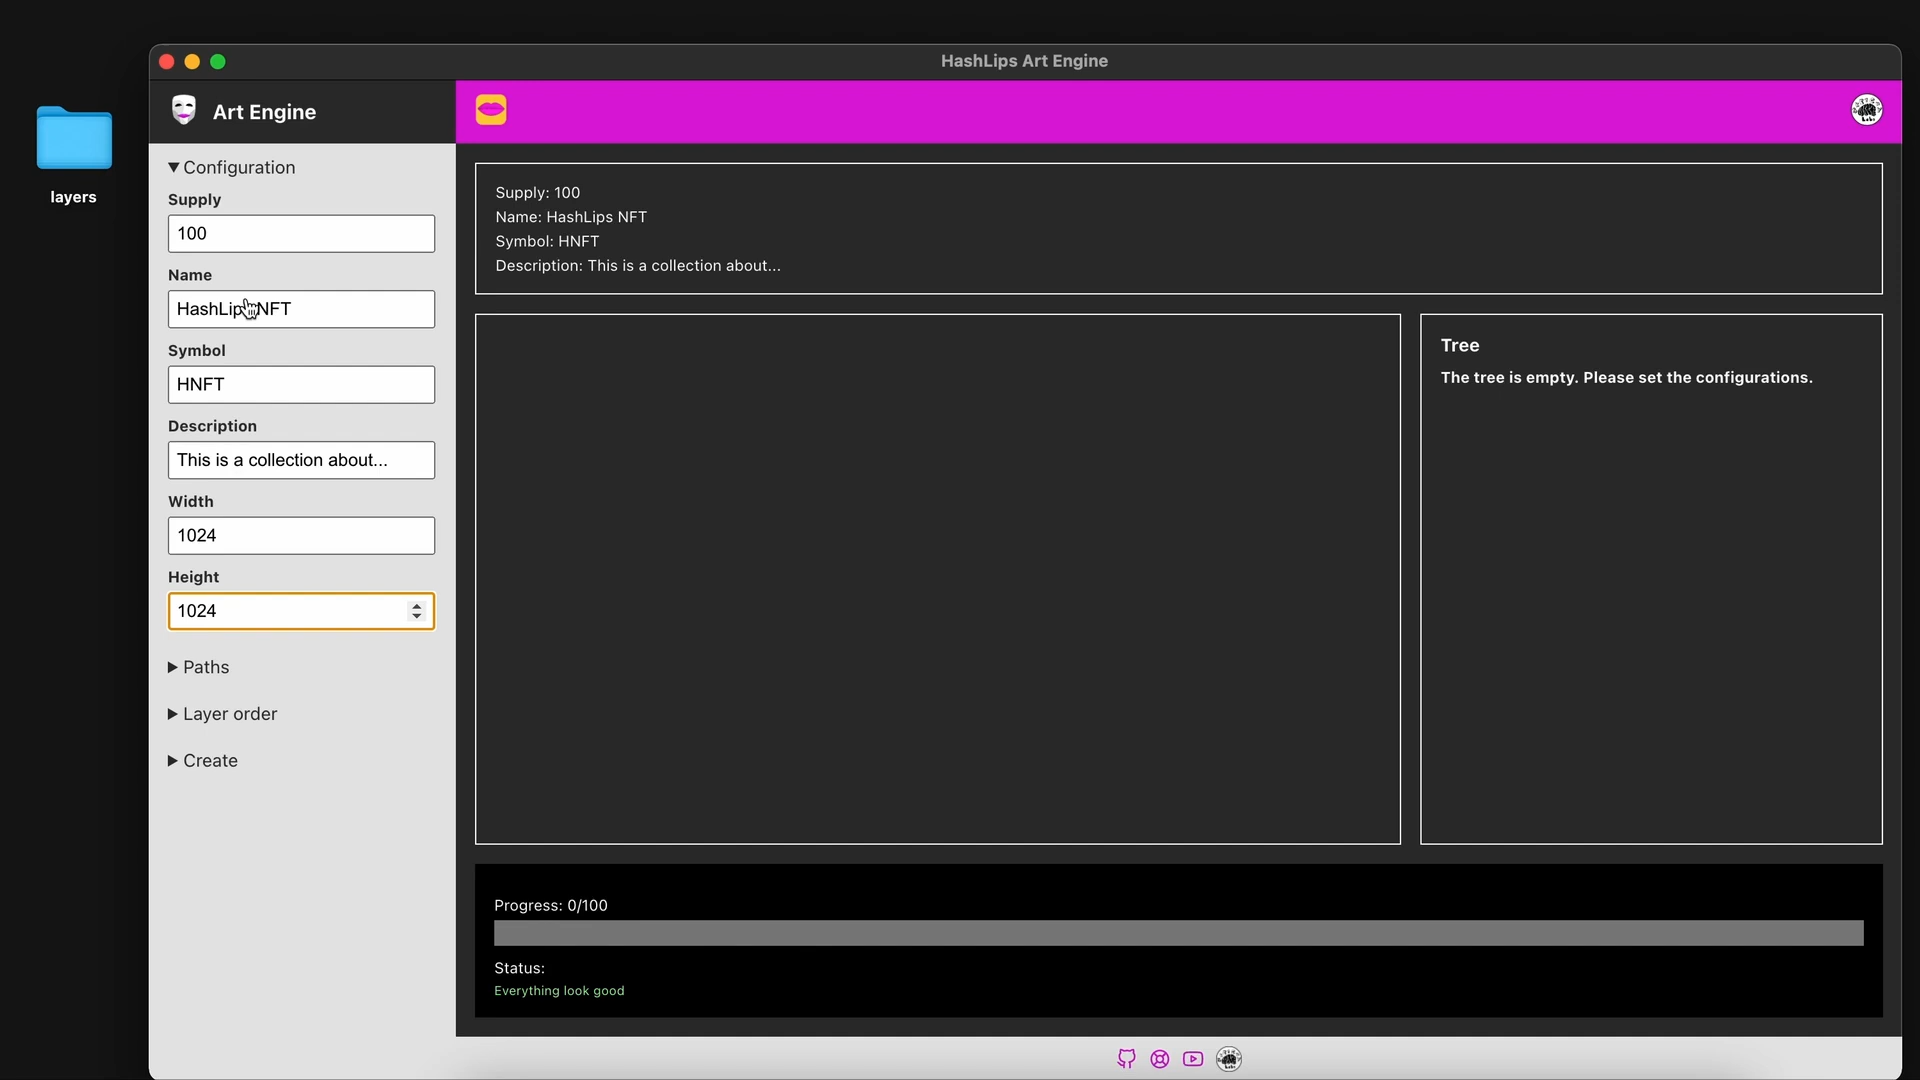 HashLips Art Engine
layers
Art Engine
Configuration
Supply
100
Name
HashLips NFT
Symbol
HNFT
Description
This is a collection about...
Width
1024
Height
1024
Paths
Layer order
Create
Supply: 100
Name: HashLips NFT
Symbol: HNFT
Description: This is a collection about...
Tree
The tree is empty. Please set the configurations.
Progress: 0/100
Status:
Everything look good